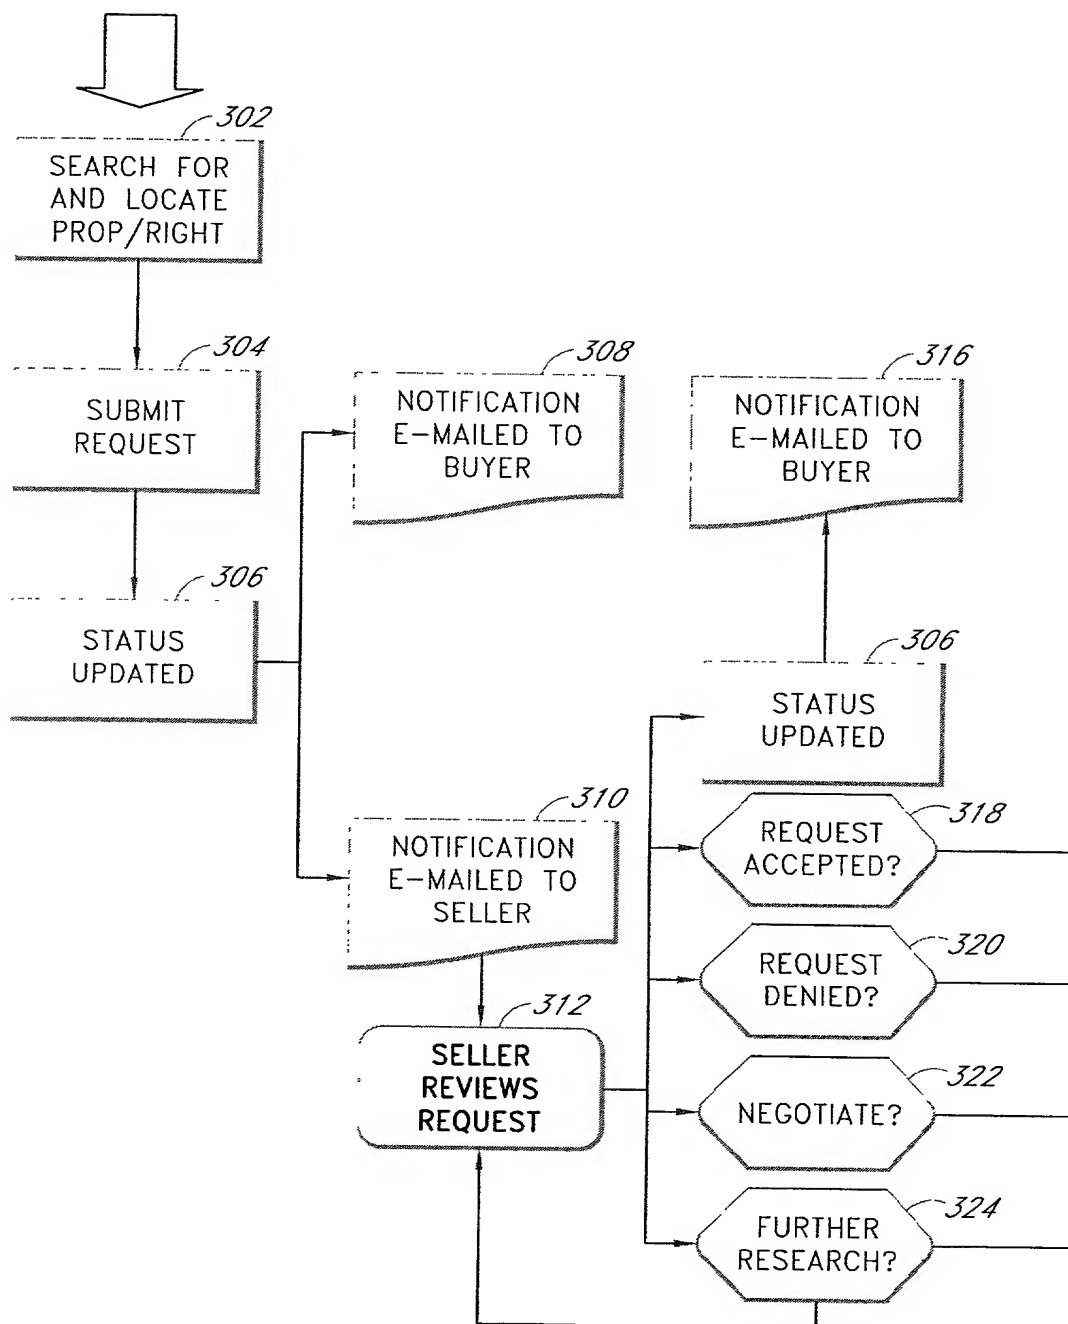 302
SEARCH FOR
AND LOCATE
PROP/RIGHT
304
SUBMIT
REQUEST
306
STATUS
UPDATED
308
NOTIFICATION
E-MAILED TO
BUYER
310
NOTIFICATION
E-MAILED TO
SELLER
312
SELLER
REVIEWS
REQUEST
316
NOTIFICATION
E-MAILED TO
BUYER
306
STATUS
UPDATED
318
REQUEST
ACCEPTED?
320
REQUEST
DENIED?
322
NEGOTIATE?
324
FURTHER
RESEARCH?